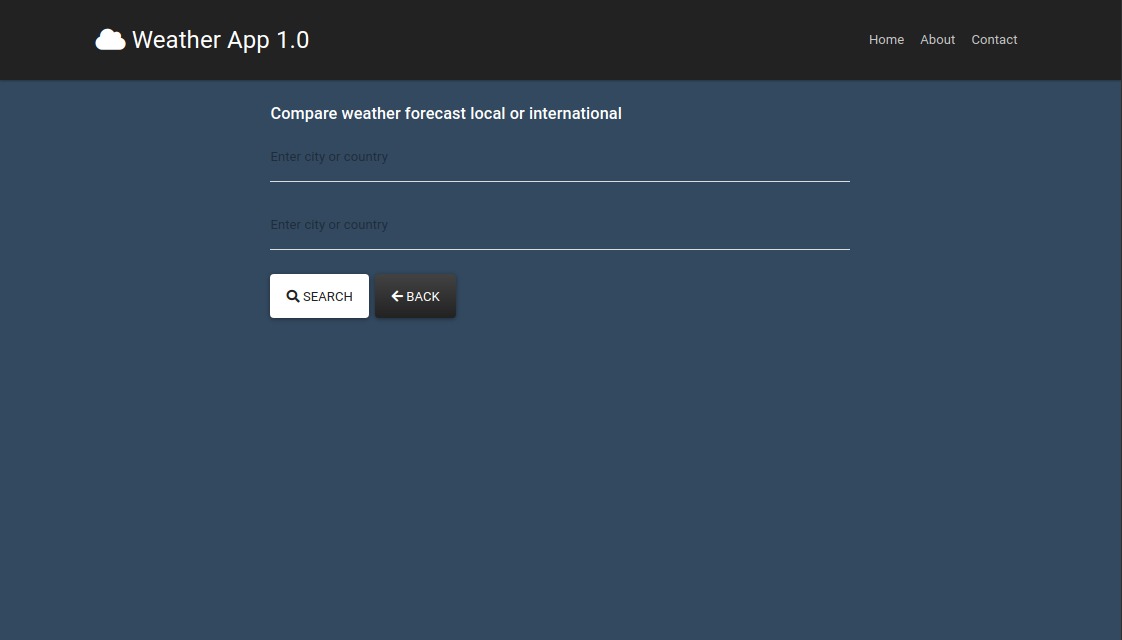 Weather App 1.0
Home About Contact
Compare weather forecast local or international
Enter city or country
Enter city or country
SEARCH BACK